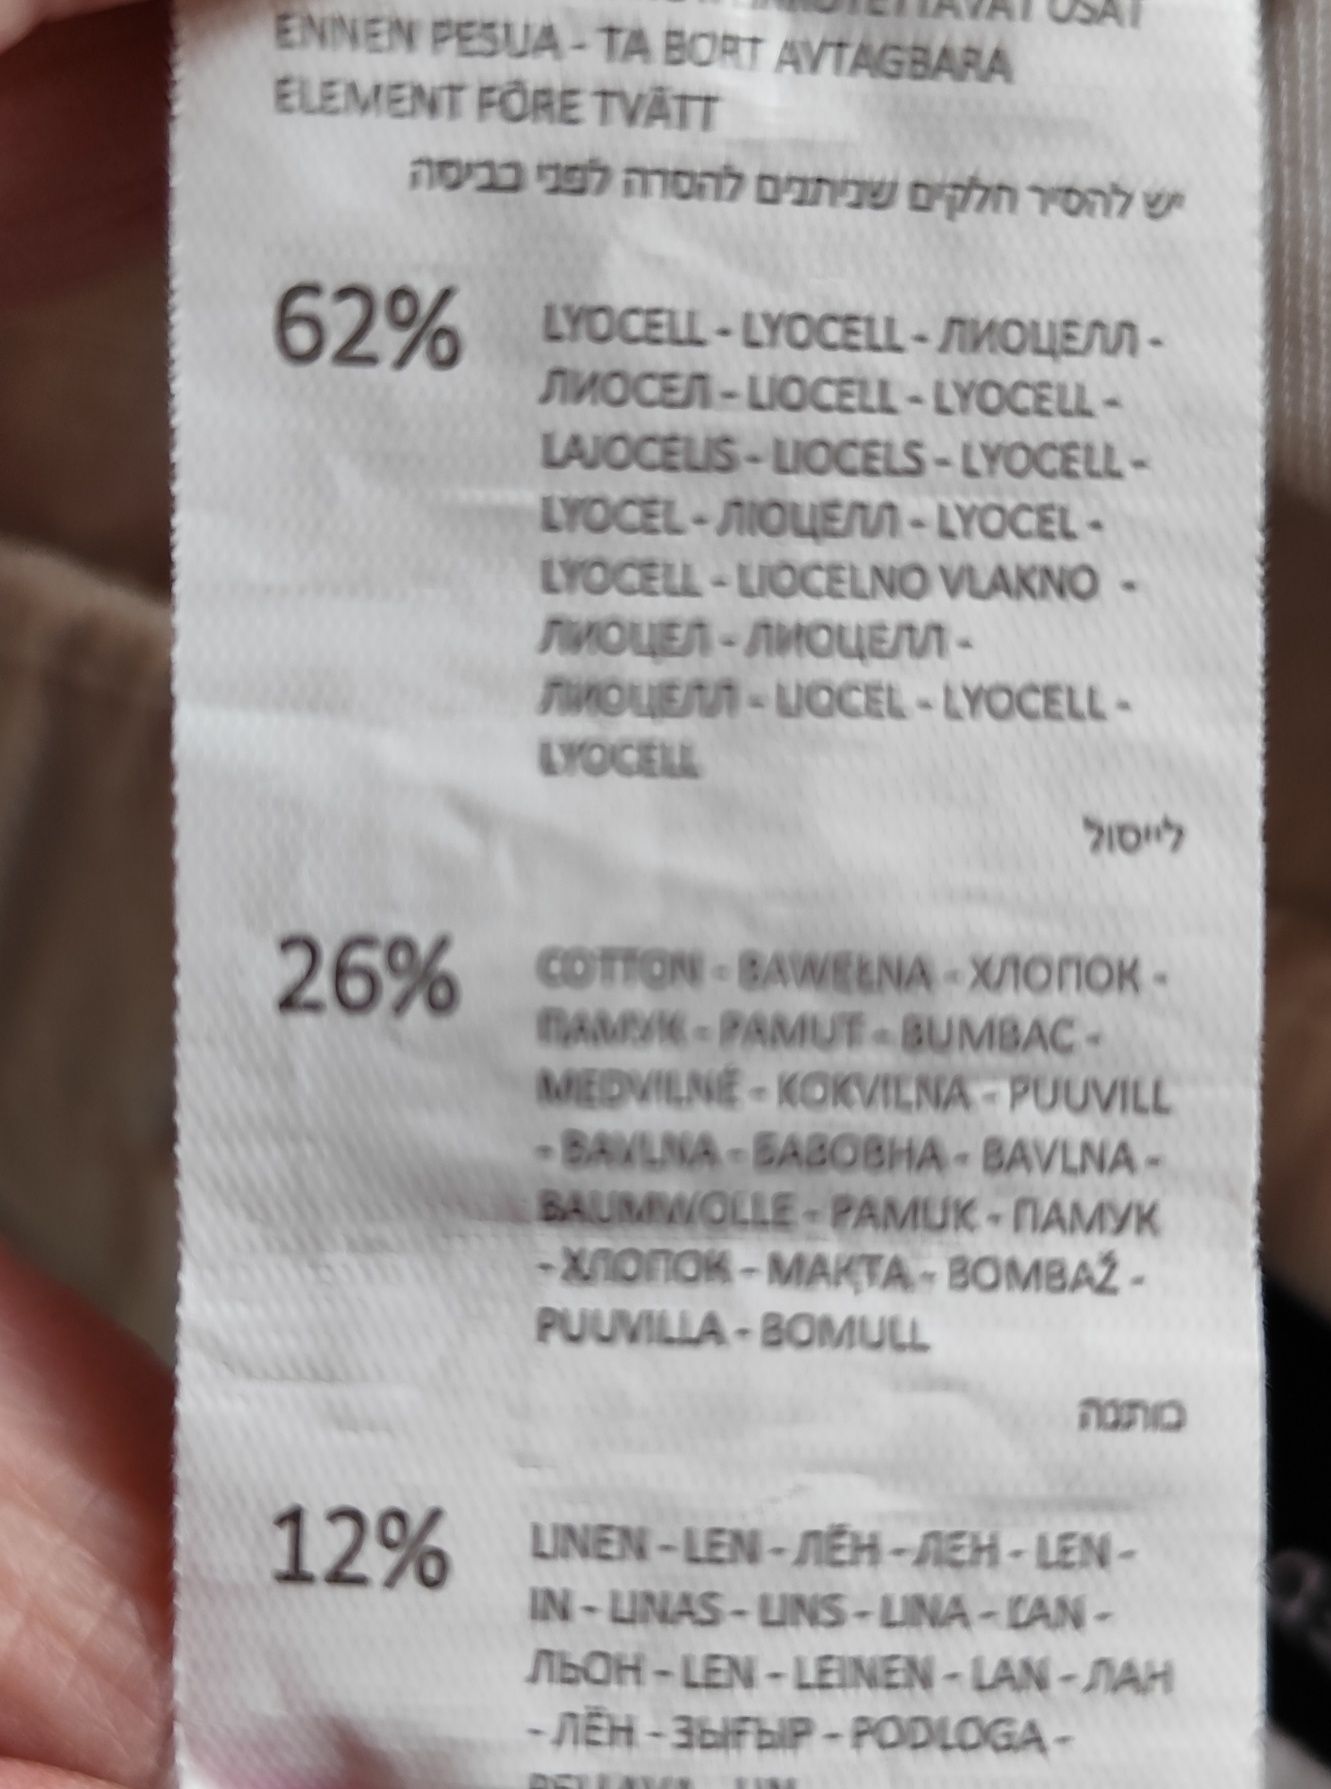 OSAT
ENNEN PESUA - TA BORT AVTAGBARA
ELEMENT FÖRE TVÄTT
יש להסיר חלקים שניתנים להסרה לפני כביסה
62% LYOCELL - LYOCELL - ЛИОЦЕЛЛ -
ЛИОСЕЛ - LIOCELL - LYOCELL -
LAJOCELIS - LIOCELS - LYOCELL -
LYOCEL - ЛІОЦЕЛЛ - LYOCEL -
LYOCELL - LIOCELNO VLAKNO -
ЛИОЦЕЛ - ЛИОЦЕЛЛ -
ЛИОЦЕЛЛ - LIOCEL - LYOCELL -
LYOCELL
לייסול
26% COTTON - BAWEŁNA - ХЛОПОК -
ПАМУК - PAMUT - BUMBAC -
MEDVILNĖ - KOKVILNA - PUUVILL
- BAVLNA - БАВОВНА - BAVLNA -
BAUMWOLLE - PAMUK - ПАМУК
- ХЛОПОК - МАҚТА - BOMBAŽ -
PUUVILLA - BOMULL
כותנה
12% LINEN - LEN - ЛЁН - ЛЕН - LEN -
IN - LINAS - LINS - LINA - ĽAN -
ЛЬОН - LEN - LEINEN - LAN - ЛАН
- ЛЁН - ЗЫҒЫР - PODLOGA -